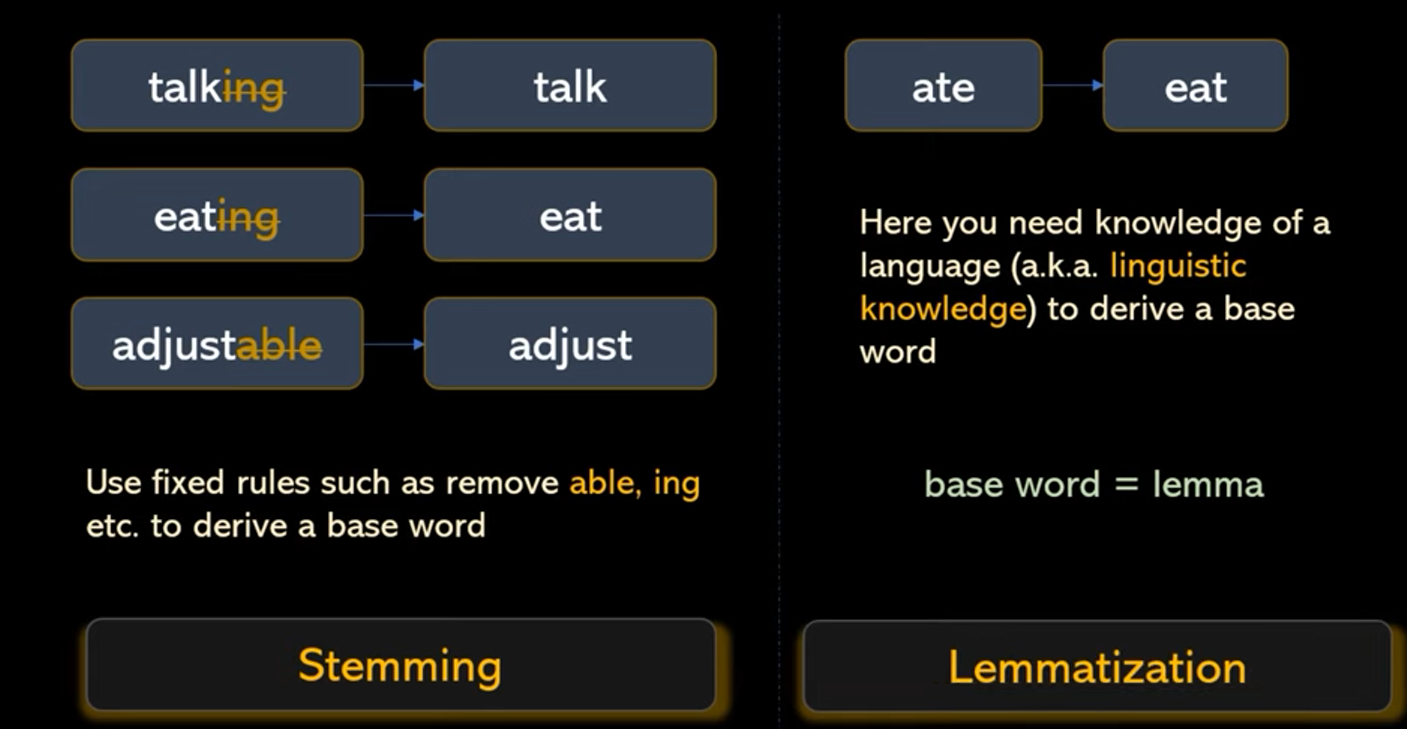 talking
talk
eating
eat
adjustable
adjust
Use fixed rules such as remove able, ing
etc. to derive a base word
Stemming
ate
eat
Here you need knowledge of a
language (a.k.a. linguistic
knowledge) to derive a base
word
base word = lemma
Lemmatization